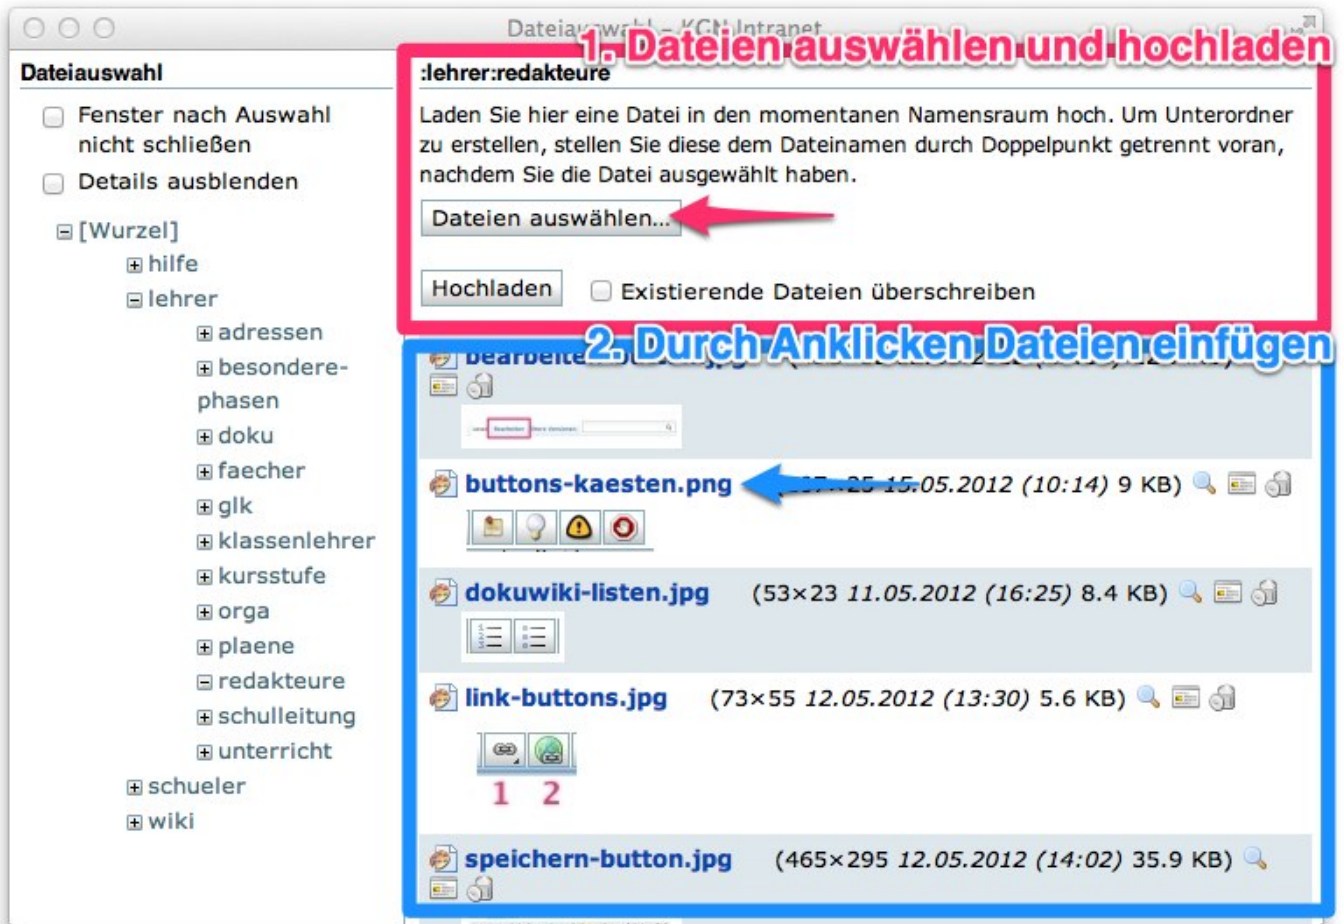 Dateiauswahl – KGN Intranet
1. Dateien auswählen und hochladen
Dateiauswahl
Fenster nach Auswahl
nicht schließen
Details ausblenden
[Wurzel]
hilfe
lehrer
adressen
besondere-
phasen
doku
faecher
glk
klassenlehrer
kursstufe
orga
plaene
redakteure
schulleitung
unterricht
schueler
wiki
:lehrer:redakteure
Laden Sie hier eine Datei in den momentanen Namensraum hoch. Um Unterordner
zu erstellen, stellen Sie diese dem Dateinamen durch Doppelpunkt getrennt voran,
nachdem Sie die Datei ausgewählt haben.
Dateien auswählen...
Hochladen Existierende Dateien überschreiben
2. Durch Anklicken Dateien einfügen
Bearbeiten
buttons-kaesten.png 15.05.2012 (10:14) 9 KB)
dokuwiki-listen.jpg (53×23 11.05.2012 (16:25) 8.4 KB)
link-buttons.jpg (73×55 12.05.2012 (13:30) 5.6 KB)
1 2
speichern-button.jpg (465×295 12.05.2012 (14:02) 35.9 KB)